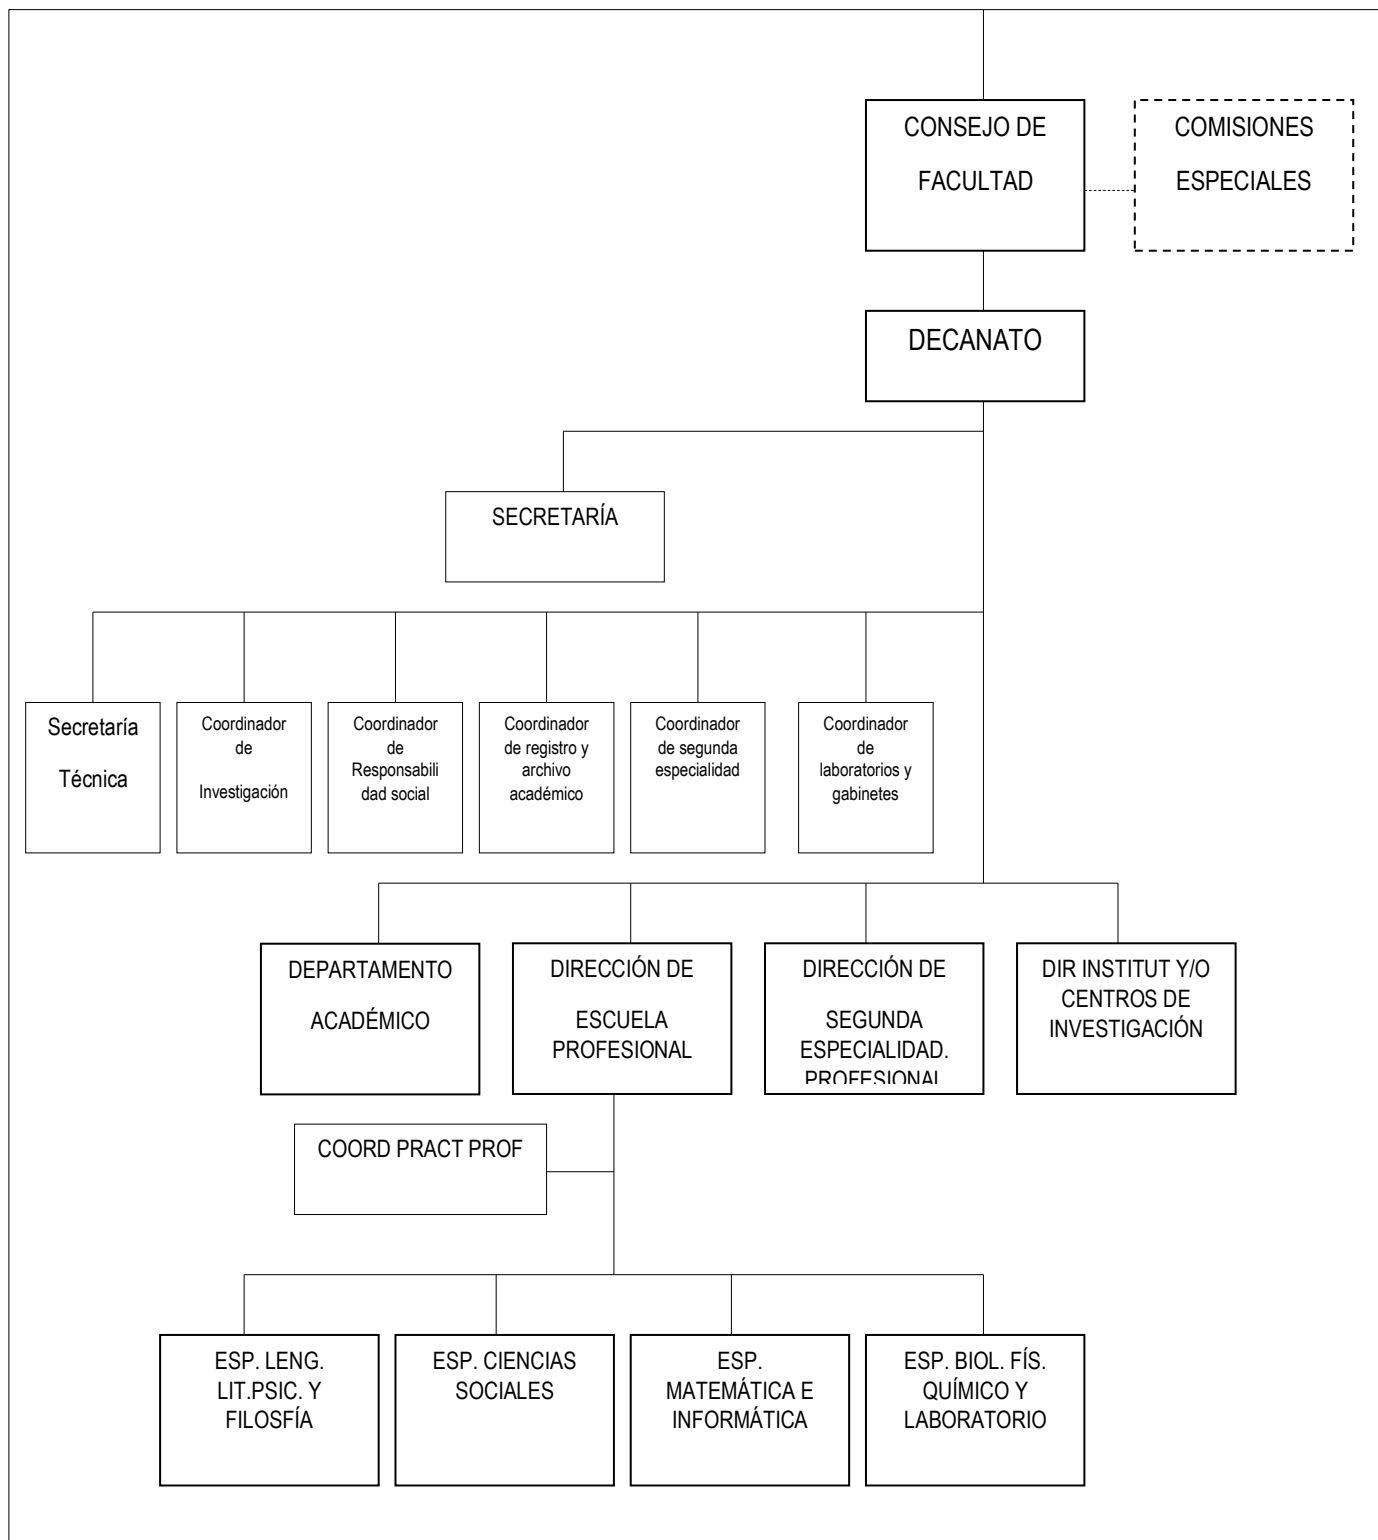 CONSEJO DE
FACULTAD
COMISIONES
ESPECIALES
DECANATO
SECRETARÍA
Secretaría
Técnica
Coordinador
de
Investigación
Coordinador
de
Responsabili
dad social
Coordinador
de registro y
archivo
académico
Coordinador
de segunda
especialidad
Coordinador
de
laboratorios y
gabinetes
DEPARTAMENTO
ACADÉMICO
DIRECCIÓN DE
ESCUELA
PROFESIONAL
DIRECCIÓN DE
SEGUNDA
ESPECIALIDAD.
PROFESIONAL
DIR INSTITUT Y/O
CENTROS DE
INVESTIGACIÓN
COORD PRACT PROF
ESP. LENG.
LIT.PSIC. Y
FILOSFÍA
ESP. CIENCIAS
SOCIALES
ESP.
MATEMÁTICA E
INFORMÁTICA
ESP. BIOL. FÍS.
QUÍMICO Y
LABORATORIO